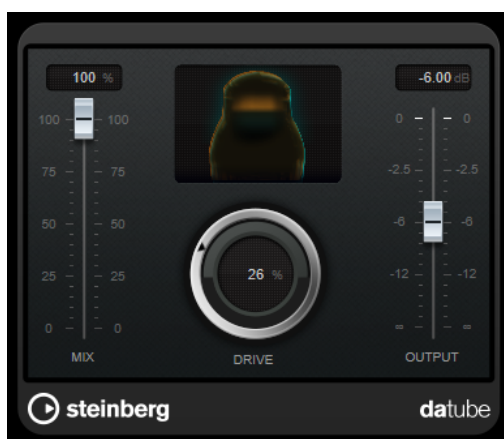 100 %
-6.00 dB
100 100 0 0
75 75 -2.5 -2.5
50 50 -6 -6
26 %
25 25 -12 -12
0 0 ∞ ∞
MIX DRIVE OUTPUT
steinberg datube